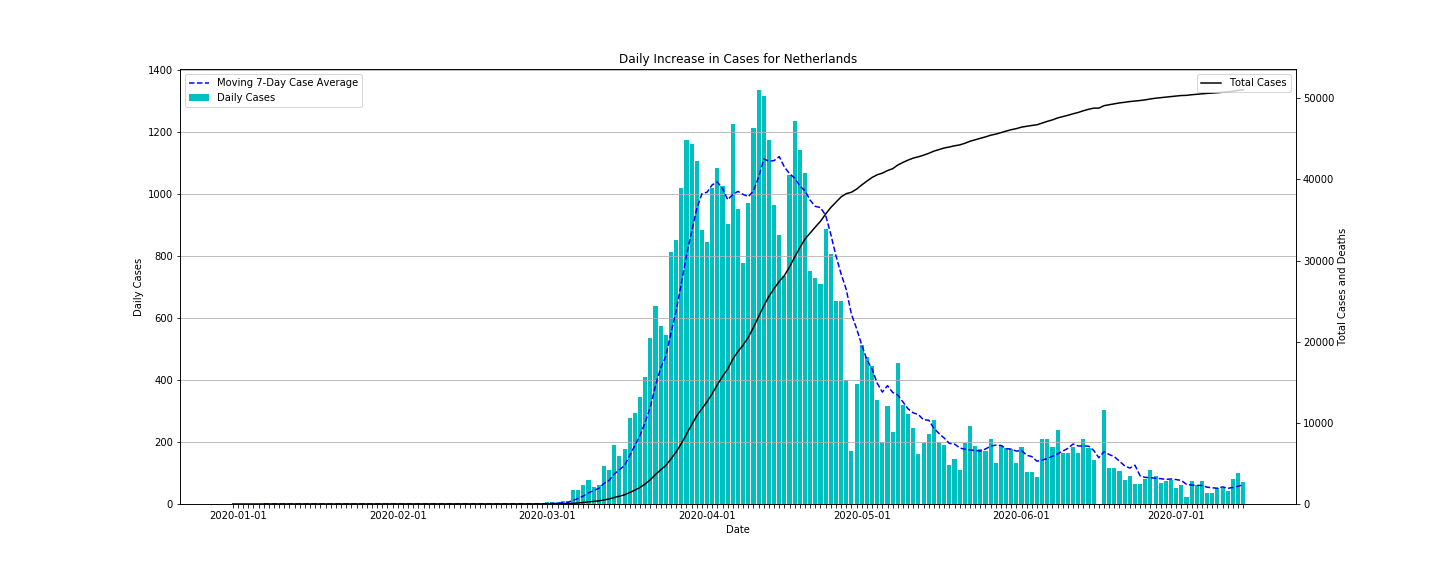 Daily Increase in Cases for Netherlands
Moving 7-Day Case Average
Daily Cases
Total Cases
1400
1200
1000
800
600
400
200
0
Daily Cases
50000
40000
30000
20000
10000
0
Total Cases and Deaths
2020-01-01 2020-02-01 2020-03-01 2020-04-01 2020-05-01 2020-06-01 2020-07-01
Date